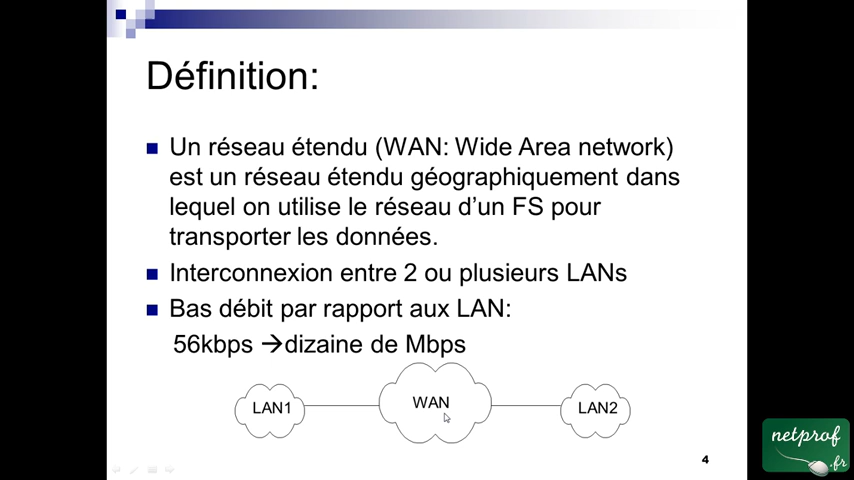 Définition:
Un réseau étendu (WAN: Wide Area network)
est un réseau étendu géographiquement dans
lequel on utilise le réseau d’un FS pour
transporter les données.
Interconnexion entre 2 ou plusieurs LANs
Bas débit par rapport aux LAN:
56kbps →dizaine de Mbps
LAN1
WAN
LAN2
4
netprof
.fr